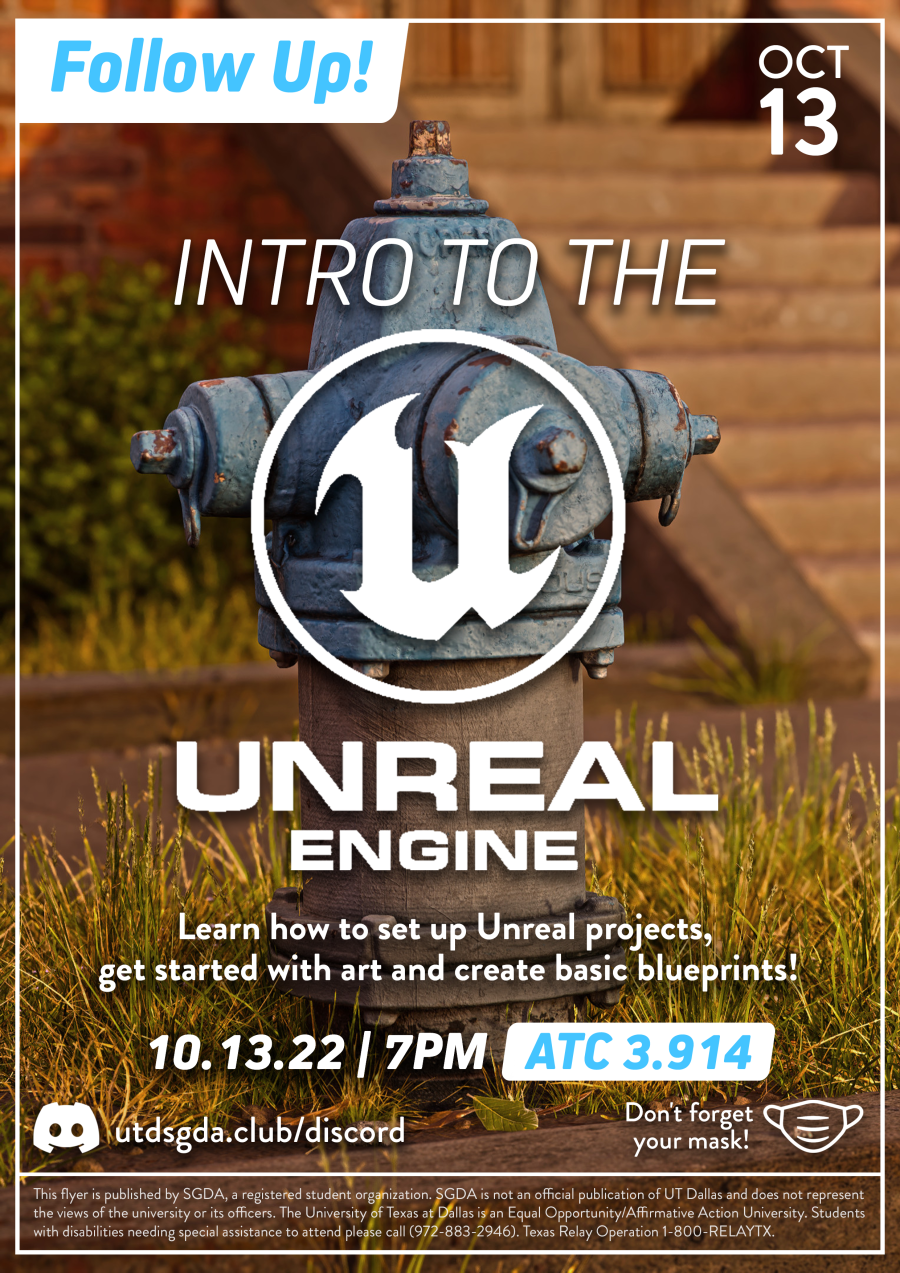 Follow Up!
OCT
13
INTRO TO THE
UNREAL
ENGINE
Learn how to set up Unreal projects,
get started with art and create basic blueprints!
10.13.22 | 7PM ATC 3.914
utdsgda.club/discord
Don't forget
your mask!
This flyer is published by SGDA, a registered student organization. SGDA is not an official publication of UT Dallas and does not represent
the views of the university or its officers. The University of Texas at Dallas is an Equal Opportunity/Affirmative Action University. Students
with disabilities needing special assistance to attend please call (972-883-2946). Texas Relay Operation 1-800-RELAYTX.